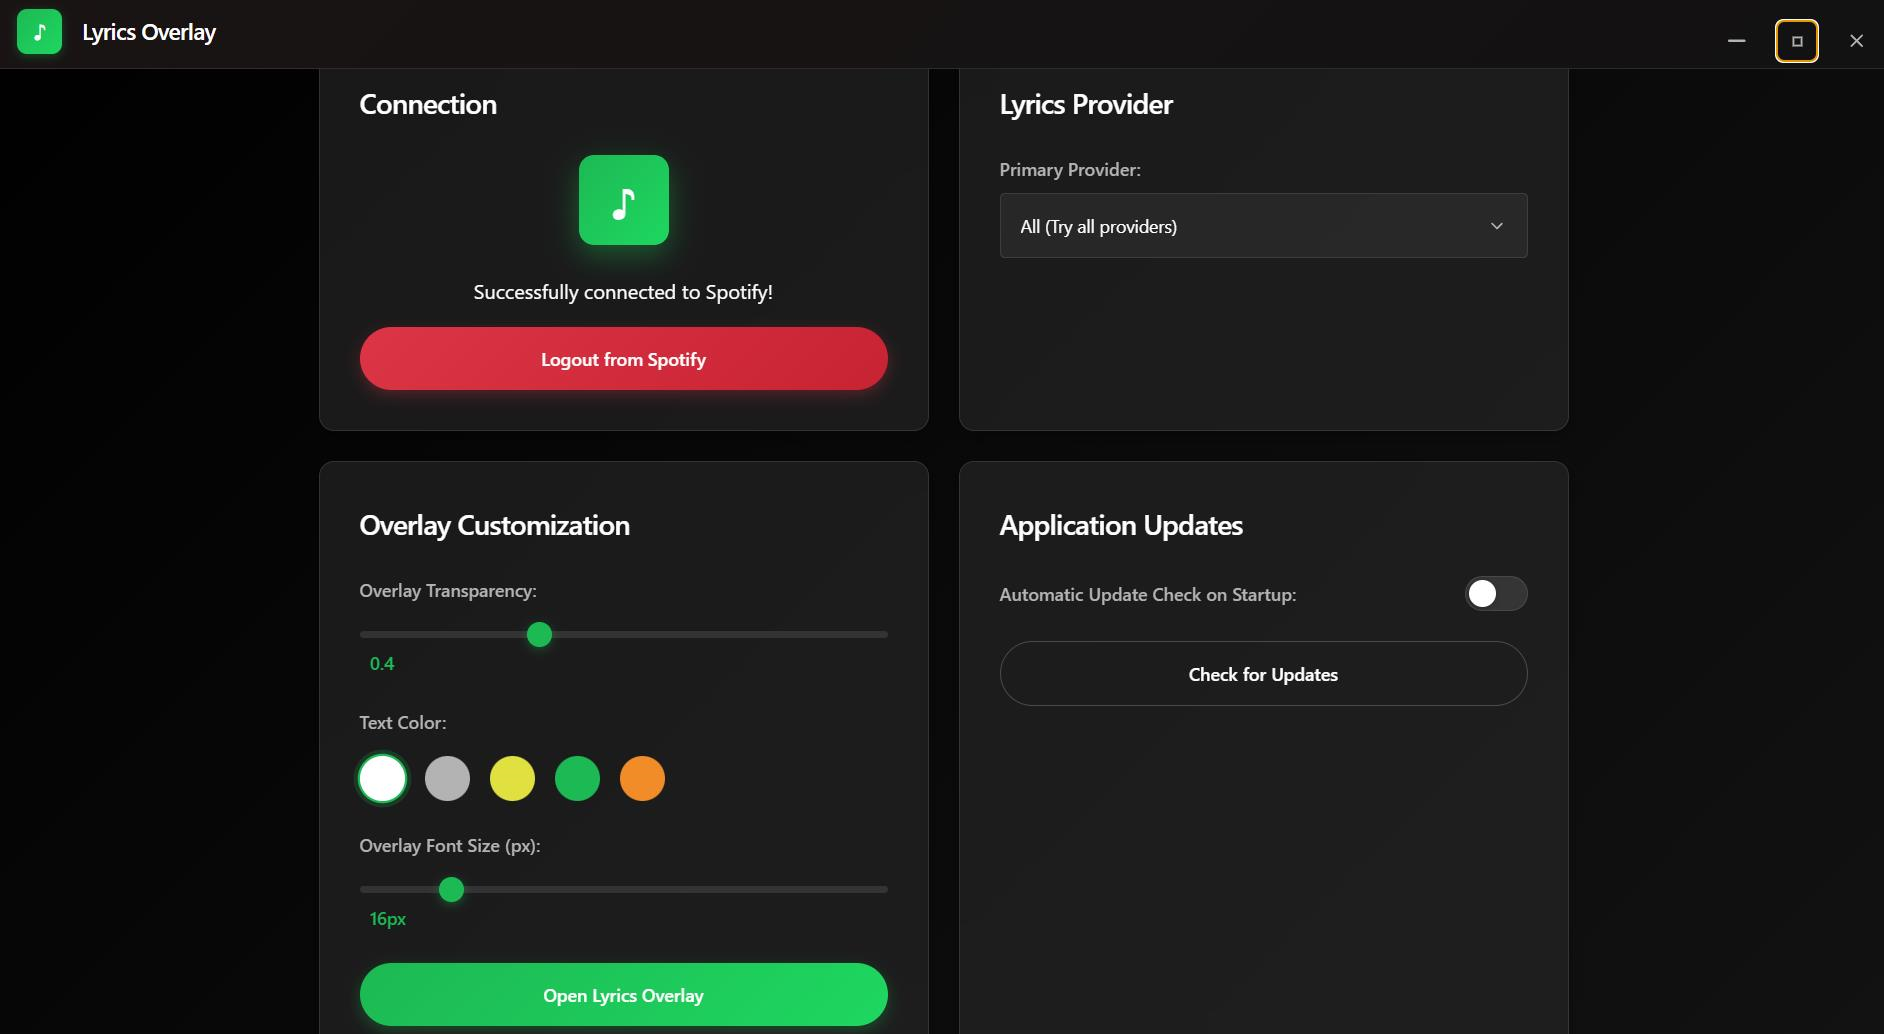 Lyrics Overlay
Connection
Successfully connected to Spotify!
Logout from Spotify
Lyrics Provider
Primary Provider:
All (Try all providers)
Overlay Customization
Overlay Transparency:
0.4
Text Color:
Overlay Font Size (px):
16px
Open Lyrics Overlay
Application Updates
Automatic Update Check on Startup:
Check for Updates